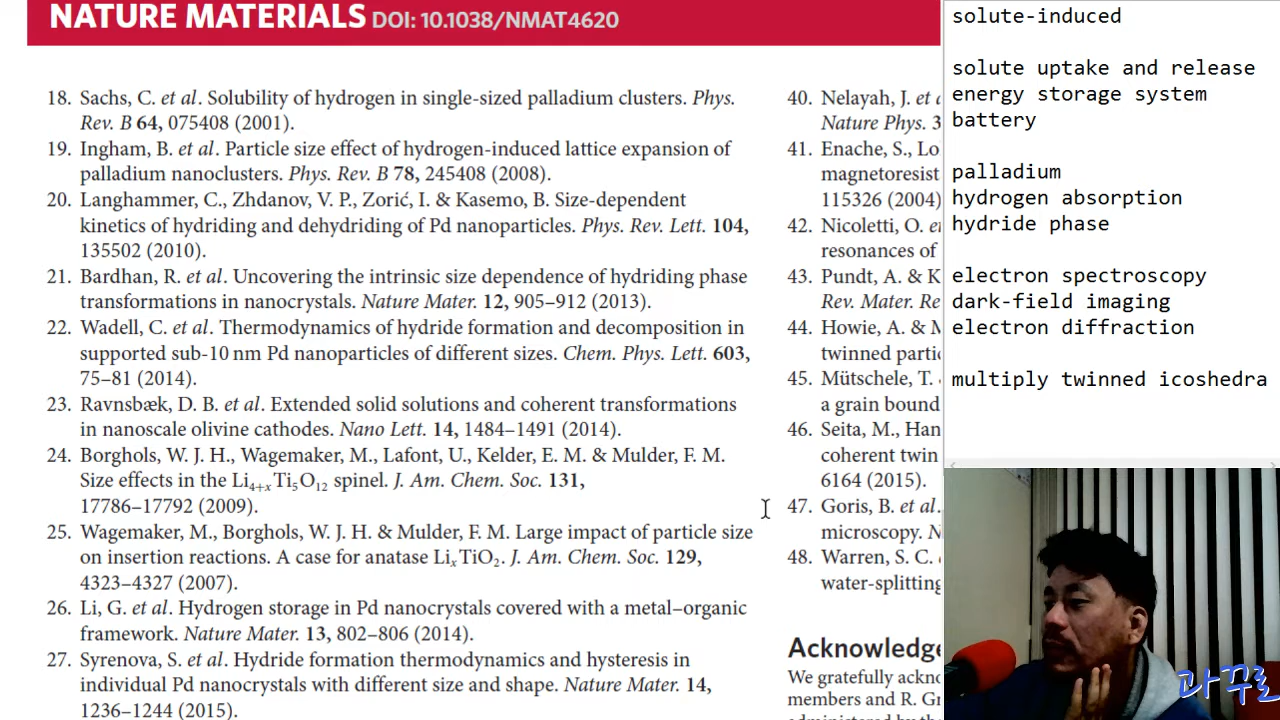 NATURE MATERIALS DOI: 10.1038/NMAT4620
18. Sachs, C. et al. Solubility of hydrogen in single-sized palladium clusters. Phys.
Rev. B 64, 075408 (2001).
19. Ingham, B. et al. Particle size effect of hydrogen-induced lattice expansion of
palladium nanoclusters. Phys. Rev. B 78, 245408 (2008).
20. Langhammer, C., Zhdanov, V. P., Zorić, I. & Kasemo, B. Size-dependent
kinetics of hydriding and dehydriding of Pd nanoparticles. Phys. Rev. Lett. 104,
135502 (2010).
21. Bardhan, R. et al. Uncovering the intrinsic size dependence of hydriding phase
transformations in nanocrystals. Nature Mater. 12, 905–912 (2013).
22. Wadell, C. et al. Thermodynamics of hydride formation and decomposition in
supported sub-10 nm Pd nanoparticles of different sizes. Chem. Phys. Lett. 603,
75–81 (2014).
23. Ravnsbæk, D. B. et al. Extended solid solutions and coherent transformations
in nanoscale olivine cathodes. Nano Lett. 14, 1484–1491 (2014).
24. Borghols, W. J. H., Wagemaker, M., Lafont, U., Kelder, E. M. & Mulder, F. M.
Size effects in the Li₄₊ₓTi₅O₁₂ spinel. J. Am. Chem. Soc. 131,
17786–17792 (2009).
25. Wagemaker, M., Borghols, W. J. H. & Mulder, F. M. Large impact of particle size
on insertion reactions. A case for anatase LiₓTiO₂. J. Am. Chem. Soc. 129,
4323–4327 (2007).
26. Li, G. et al. Hydrogen storage in Pd nanocrystals covered with a metal–organic
framework. Nature Mater. 13, 802–806 (2014).
27. Syrenova, S. et al. Hydride formation thermodynamics and hysteresis in
individual Pd nanocrystals with different size and shape. Nature Mater. 14,
1236–1244 (2015).
40. Nelayah, J. et
Nature Phys. 3
41. Enache, S., Lo
magnetoresist
115326 (2004)
42. Nicoletti, O.
resonances of
43. Pundt, A. & K
Rev. Mater. Re
44. Howie, A. & M
twinned partic
45. Mütschele, T.
a grain bound
46. Seita, M., Han
coherent twin
6164 (2015).
47. Goris, B. et al.
microscopy. N
48. Warren, S. C.
water-splitting
Acknowledge
We gratefully ackno
members and R. Gr
solute-induced
solute uptake and release
energy storage system
battery
palladium
hydrogen absorption
hydride phase
electron spectroscopy
dark-field imaging
electron diffraction
multiply twinned icoshedra
과꾸로